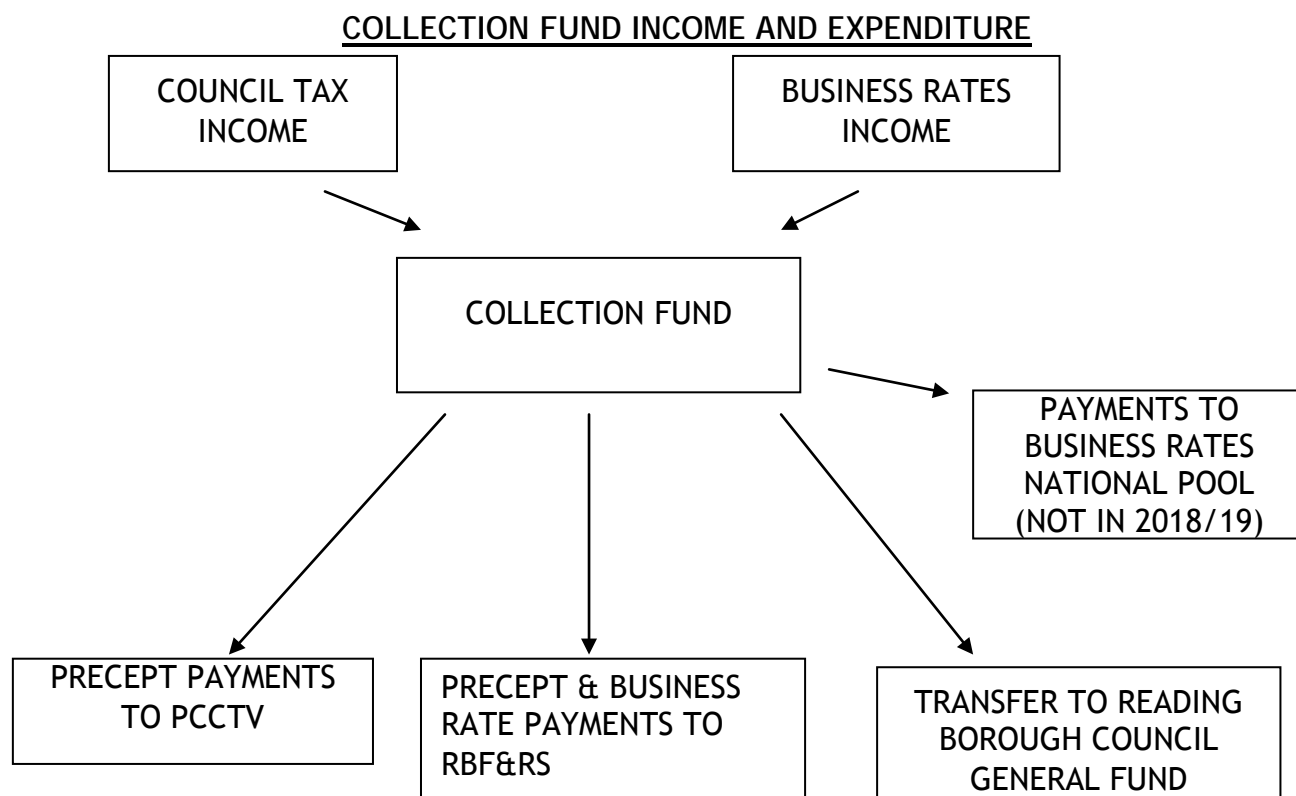 COLLECTION FUND INCOME AND EXPENDITURE
COUNCIL TAX
INCOME
BUSINESS RATES
INCOME
COLLECTION FUND
PAYMENTS TO
BUSINESS RATES
NATIONAL POOL
(NOT IN 2018/19)
PRECEPT PAYMENTS
TO PCCTV
PRECEPT & BUSINESS
RATE PAYMENTS TO
RBF&RS
TRANSFER TO READING
BOROUGH COUNCIL
GENERAL FUND